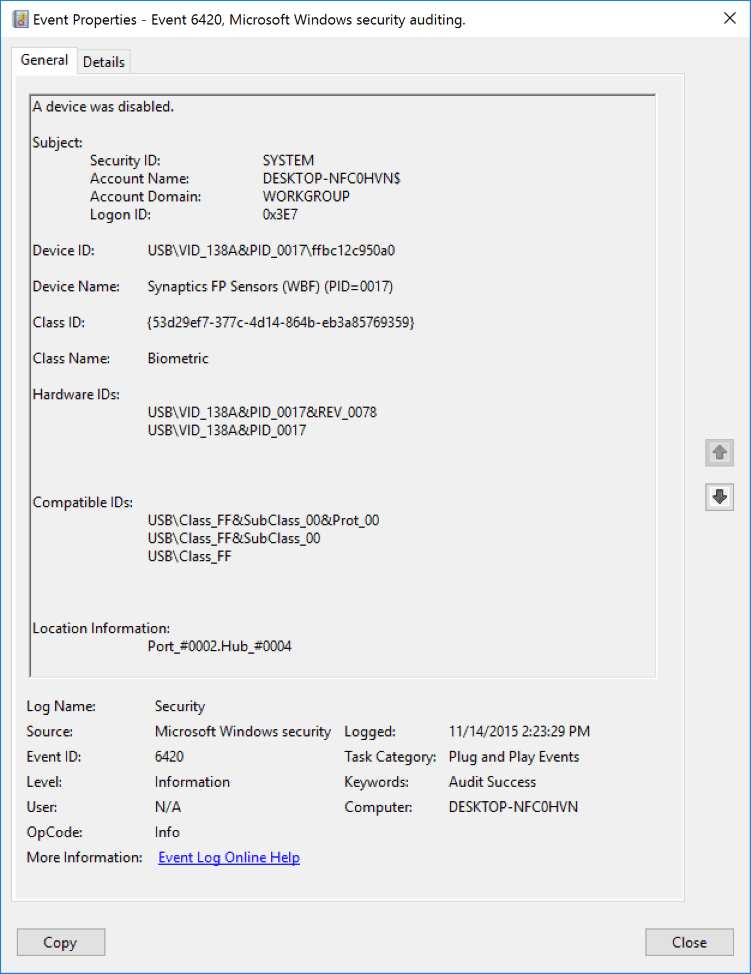 Event Properties - Event 6420, Microsoft Windows security auditing.
General Details
A device was disabled.
Subject:
Security ID: SYSTEM
Account Name: DESKTOP-NFC0HVN$
Account Domain: WORKGROUP
Logon ID: 0x3E7
Device ID: USB\VID_138A&PID_0017\ffbc12c950a0
Device Name: Synaptics FP Sensors (WBF) (PID=0017)
Class ID: {53d29ef7-377c-4d14-864b-eb3a85769359}
Class Name: Biometric
Hardware IDs:
USB\VID_138A&PID_0017&REV_0078
USB\VID_138A&PID_0017
Compatible IDs:
USB\Class_FF&SubClass_00&Prot_00
USB\Class_FF&SubClass_00
USB\Class_FF
Location Information:
Port_#0002.Hub_#0004
Log Name: Security
Source: Microsoft Windows security Logged: 11/14/2015 2:23:29 PM
Event ID: 6420 Task Category: Plug and Play Events
Level: Information Keywords: Audit Success
User: N/A Computer: DESKTOP-NFC0HVN
OpCode: Info
More Information: Event Log Online Help
Copy Close